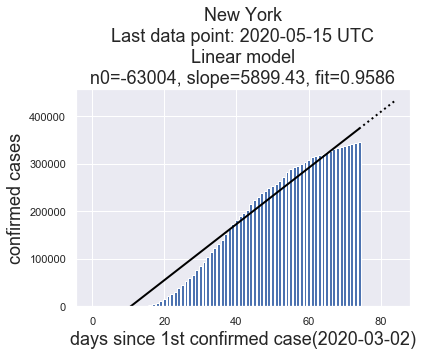 New York
Last data point: 2020-05-15 UTC
Linear model
n0=-63004, slope=5899.43, fit=0.9586
confirmed cases
400000
300000
200000
100000
0
0 20 40 60 80
days since 1st confirmed case(2020-03-02)